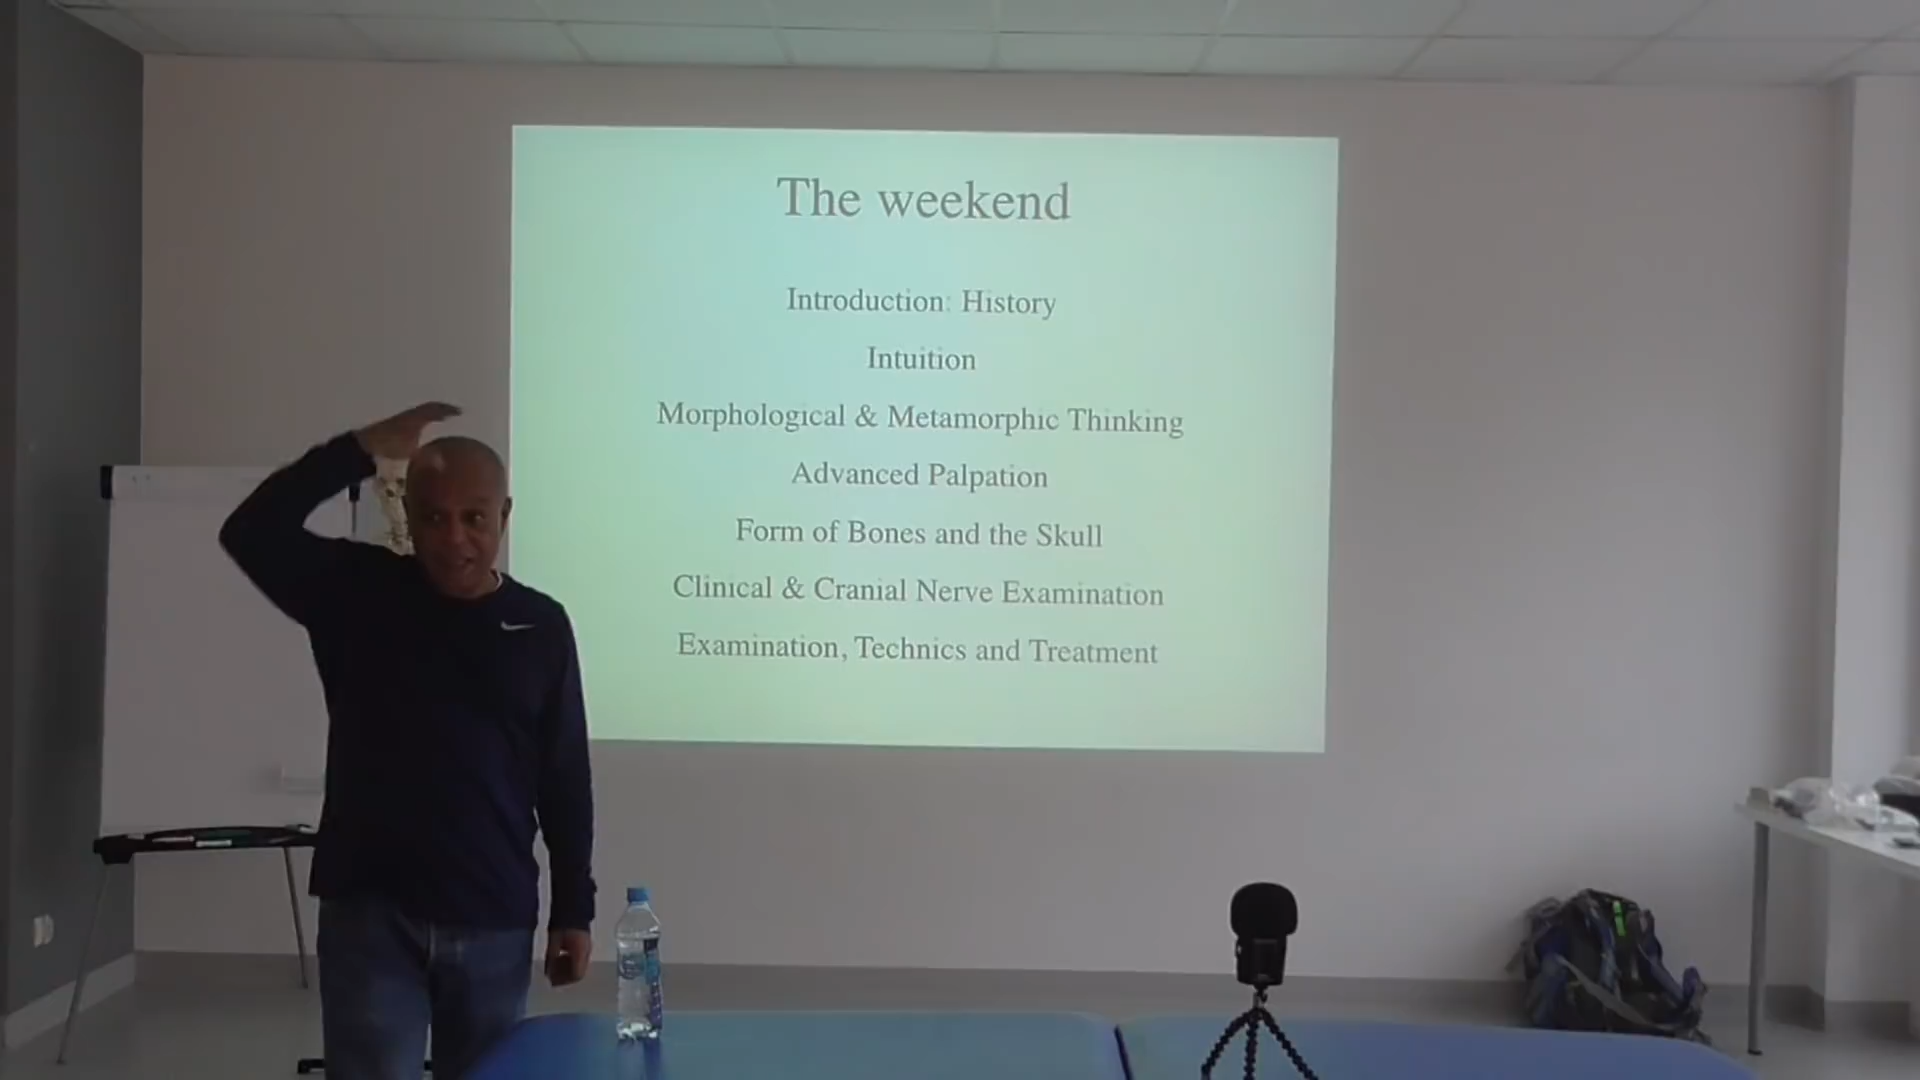 The weekend
Introduction: History
Intuition
Morphological & Metamorphic Thinking
Advanced Palpation
Form of Bones and the Skull
Clinical & Cranial Nerve Examination
Examination, Technics and Treatment